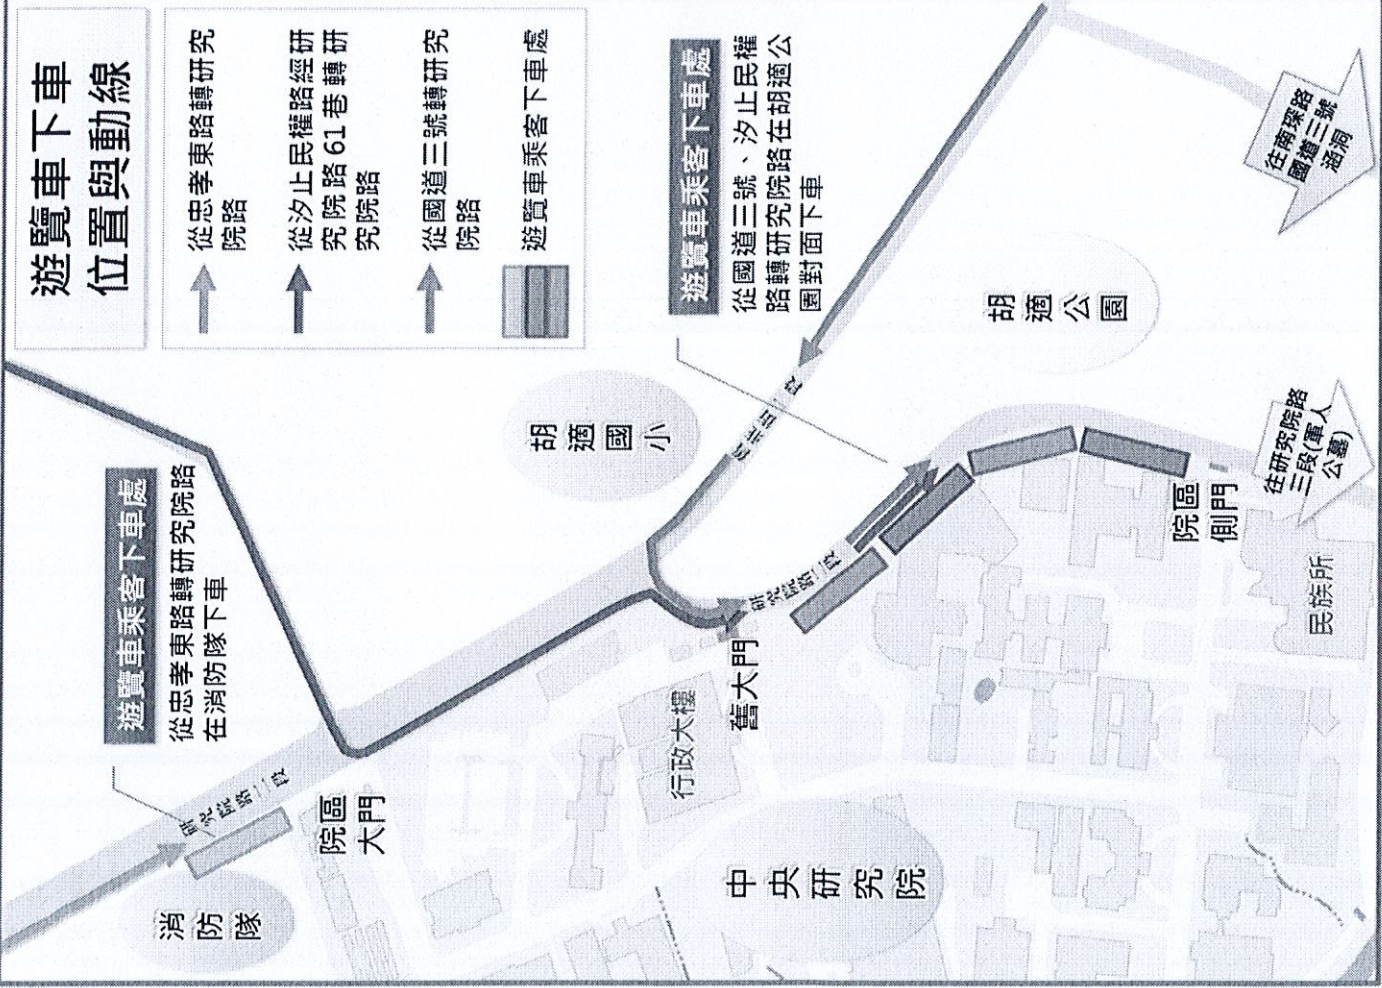 遊覽車下車
位置與動線
從忠孝東路轉研究
院路
從汐止民權路經研
究院路61巷轉研
究院路
從國道三號轉研究
院路
遊覽車乘客下車處
遊覽車乘客下車處
從忠孝東路轉研究院路
在消防隊下車
遊覽車乘客下車處
從國道三號、汐止民權
路轉研究院路在胡適公
園對面下車
消防隊
研究院路二段
院區
大門
胡適國小
行政大樓
舊大門
研究院路二段
胡適公園
中央研究院
院區
側門
民族所
往南深路
國道三號
涵洞
往研究院路
三段(軍人
公墓)